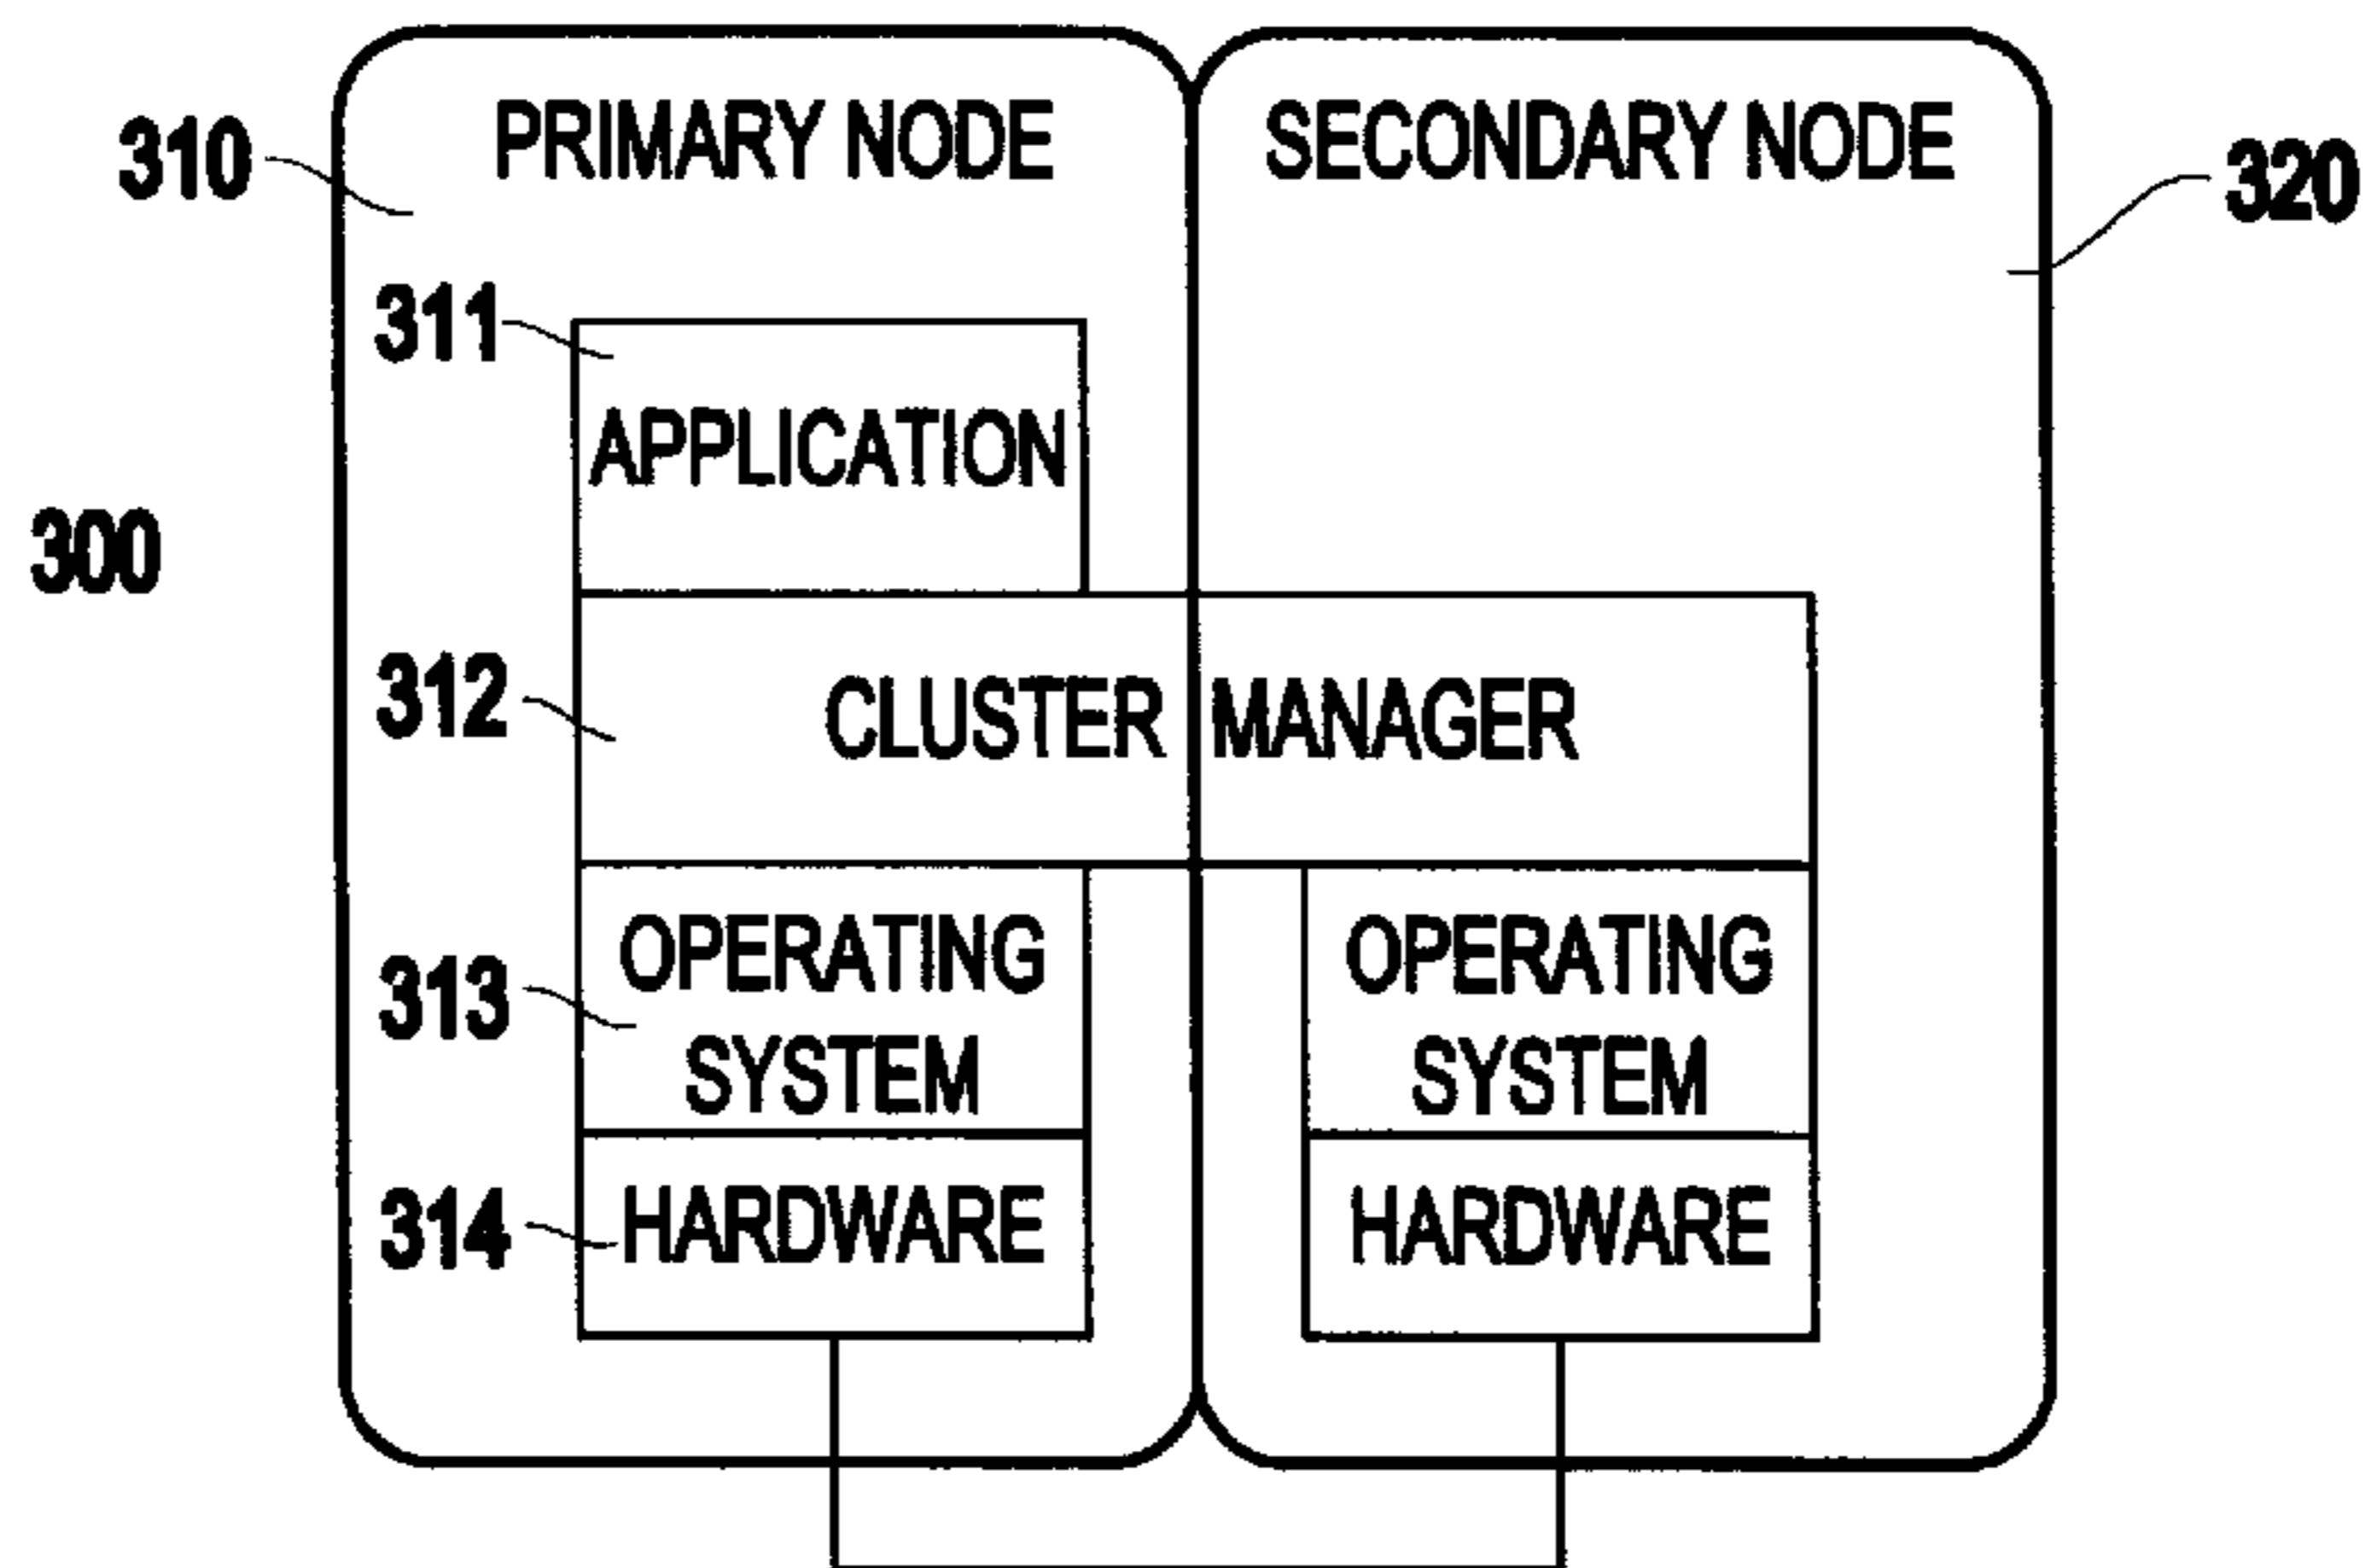 PRIMARY NODE
SECONDARY NODE
310
320
311
APPLICATION
300
312
CLUSTER MANAGER
313
OPERATING
SYSTEM
OPERATING
SYSTEM
314
HARDWARE
HARDWARE